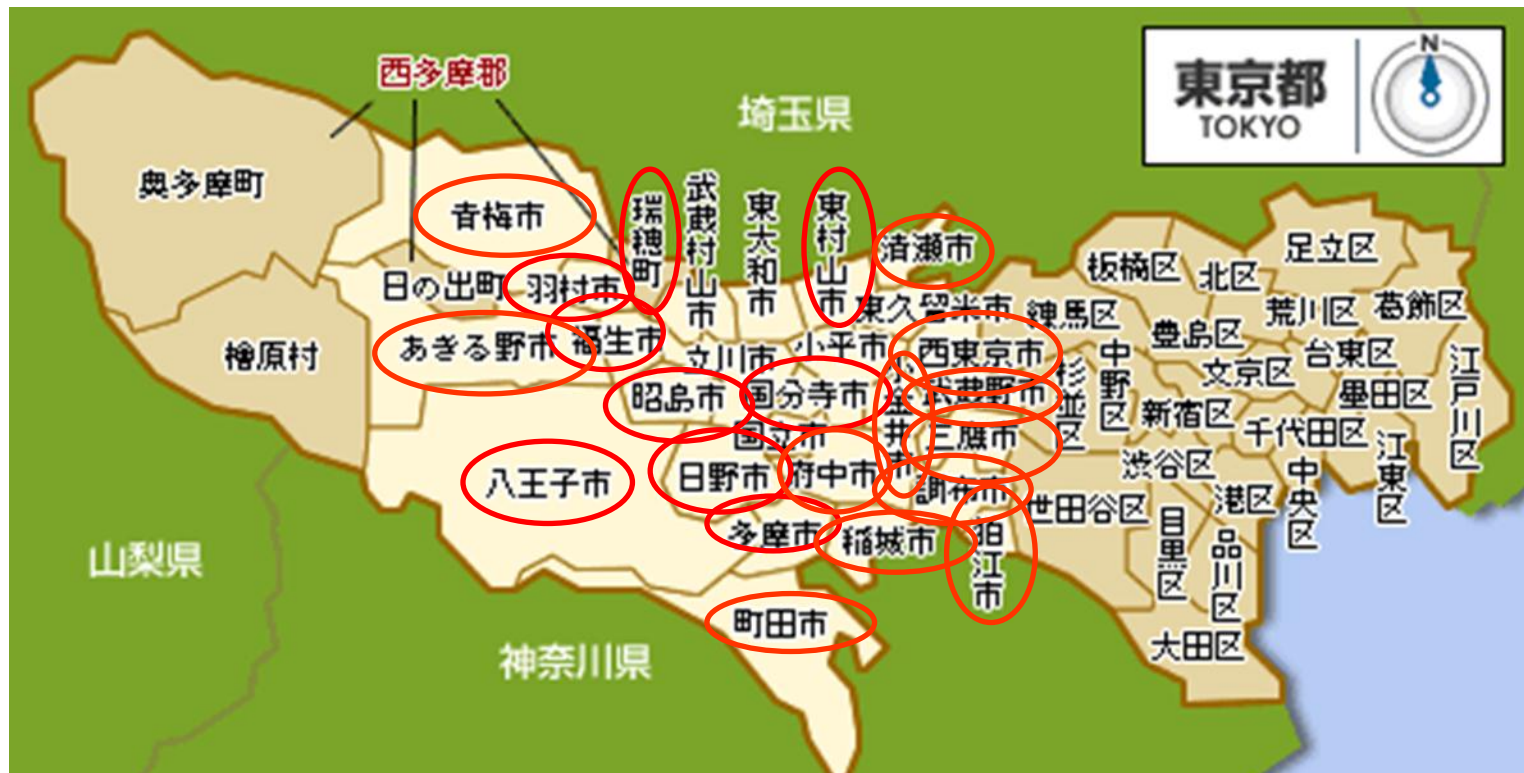 東京都
TOKYO
N
西多摩郡
埼玉県
奥多摩町
青梅市
瑞穂町
武蔵村山市
東大和市
東村山市
清瀬市
日の出町
羽村市
東久留米市
練馬区
板橋区
北区
足立区
荒川区
葛飾区
檜原村
あきる野市
福生市
立川市
小平市
西東京市
杉並区
中野区
豊島区
文京区
台東区
墨田区
江戸川区
昭島市
国分寺市
小金井市
武蔵野市
新宿区
千代田区
江東区
国立市
三鷹市
渋谷区
中央区
八王子市
日野市
府中市
調布市
世田谷区
港区
目黒区
品川区
多摩市
稲城市
狛江市
山梨県
町田市
神奈川県
大田区